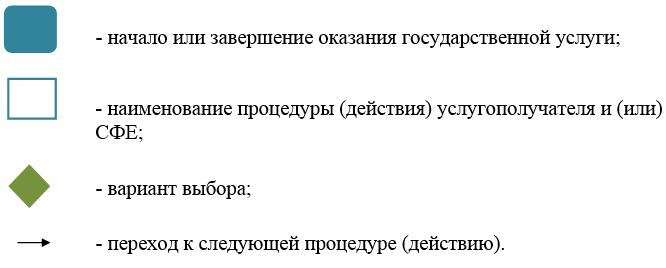 - начало или завершение оказания государственной услуги;
- наименование процедуры (действия) услугополучателя и (или)
СФЕ;
- вариант выбора;
- переход к следующей процедуре (действию).